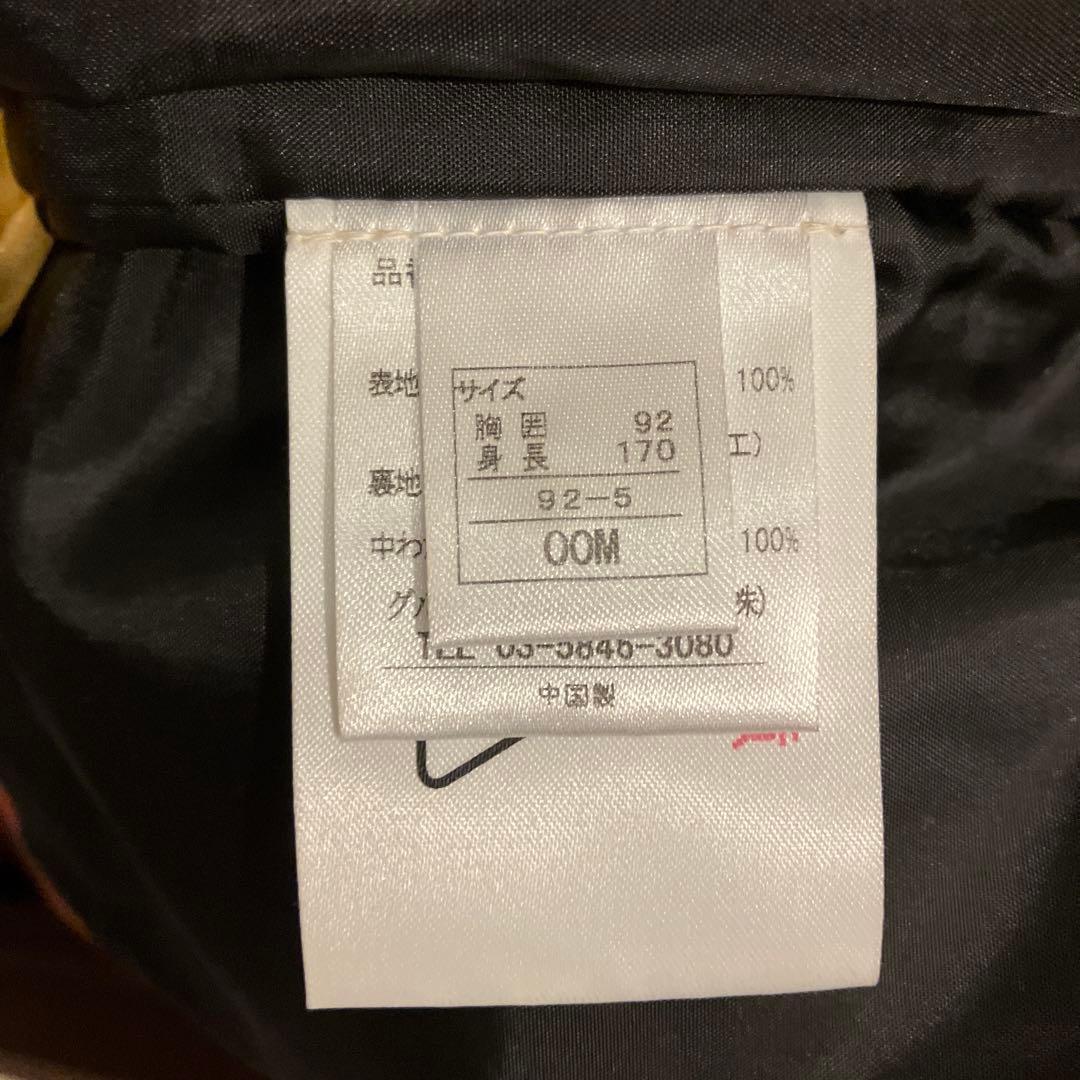 品
サイズ
表地 100%
胸囲 92
身長 170
工)
裏地
92-5
中わ 100%
OOM
グ 株)
TEL 03-5846-3080
中国製